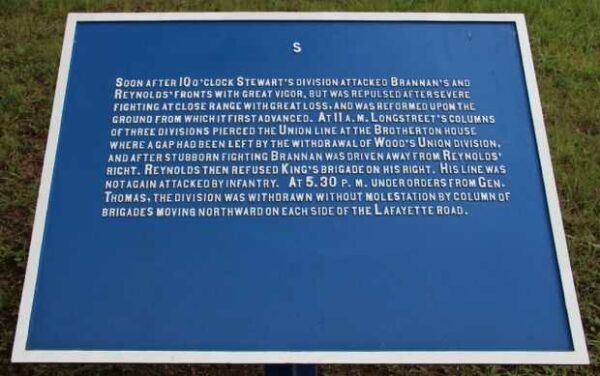 S
Soon after 10 o'clock Stewart's division attacked Brannan's and
Reynolds' fronts with great vigor, but was repulsed after severe
fighting at close range with great loss, and was reformed upon the
ground from which it first advanced. At 11 a.m. Longstreet's columns
of three divisions pierced the Union line at the Brotherton house
where a gap had been left by the withdrawal of Wood's Union division,
and after stubborn fighting Brannan was driven away from Reynolds'
right. Reynolds then refused King's brigade on his right. His line was
not again attacked by infantry. At 5.30 p. m. under orders from Gen.
Thomas, the division was withdrawn without molestation by column of
brigades moving northward on each side of the Lafayette road.